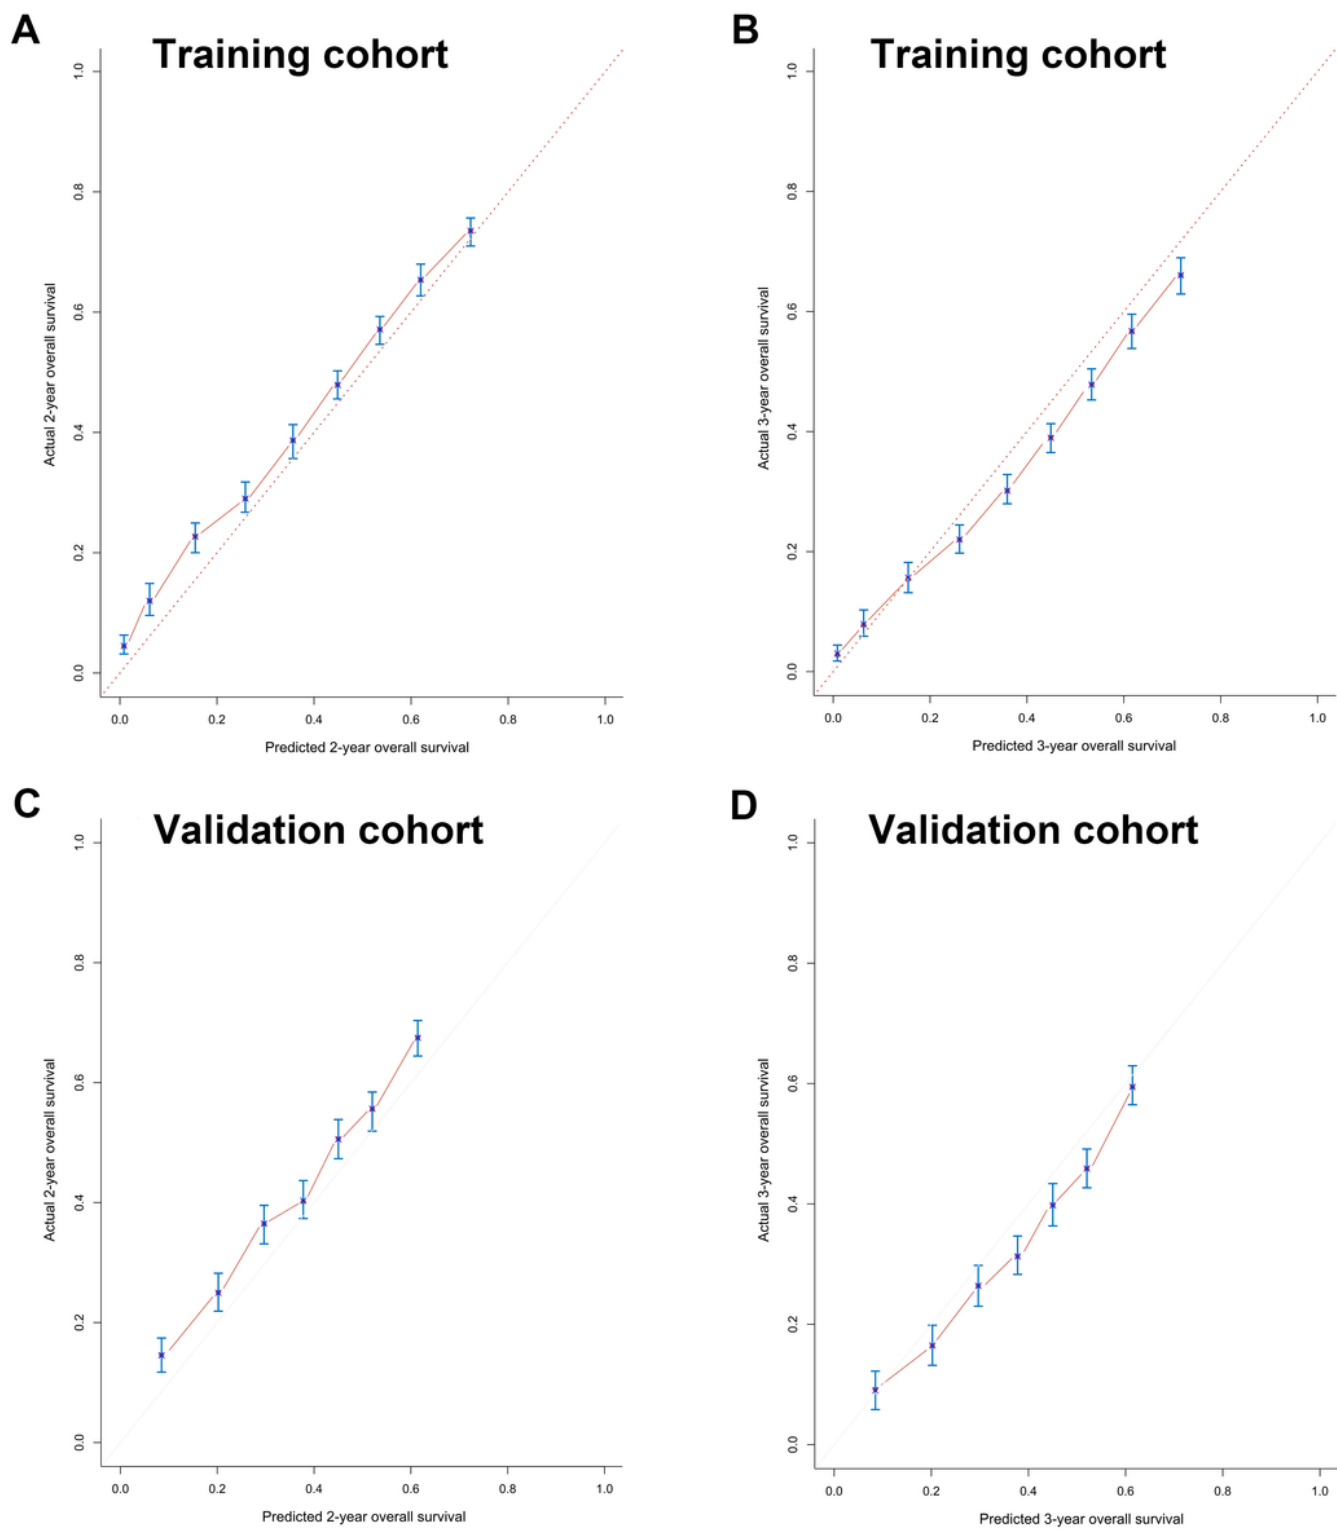 A
Training cohort
Actual 2-year overall survival
1.0
0.8
0.6
0.4
0.2
0.0
0.0 0.2 0.4 0.6 0.8 1.0
Predicted 2-year overall survival
B
Training cohort
Actual 3-year overall survival
1.0
0.8
0.6
0.4
0.2
0.0
0.0 0.2 0.4 0.6 0.8 1.0
Predicted 3-year overall survival
C
Validation cohort
Actual 2-year overall survival
1.0
0.8
0.6
0.4
0.2
0.0
0.0 0.2 0.4 0.6 0.8 1.0
Predicted 2-year overall survival
D
Validation cohort
Actual 3-year overall survival
1.0
0.8
0.6
0.4
0.2
0.0
0.0 0.2 0.4 0.6 0.8 1.0
Predicted 3-year overall survival